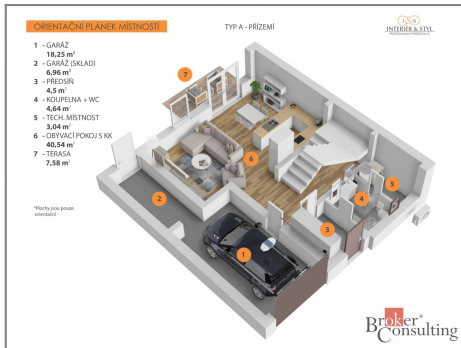 ORIENTAČNÍ PLÁNEK MÍSTNOSTÍ
TYP A - PŘÍZEMÍ
I&S
INTERIER & STYL
1 - GARÁŽ
18,25 m²
2 - GARÁŽ (SKLAD)
6,96 m²
3 - PŘEDSÍŇ
4,5 m²
4 - KOUPELNA + WC
4,64 m²
5 - TECH. MÍSTNOST
3,04 m²
6 - OBÝVACÍ POKOJ S KK
40,54 m²
7 - TERASA
7,58 m²
*Plochy jsou pouze
orientační
7
6
5
4
2
3
1
Broker®
Consulting